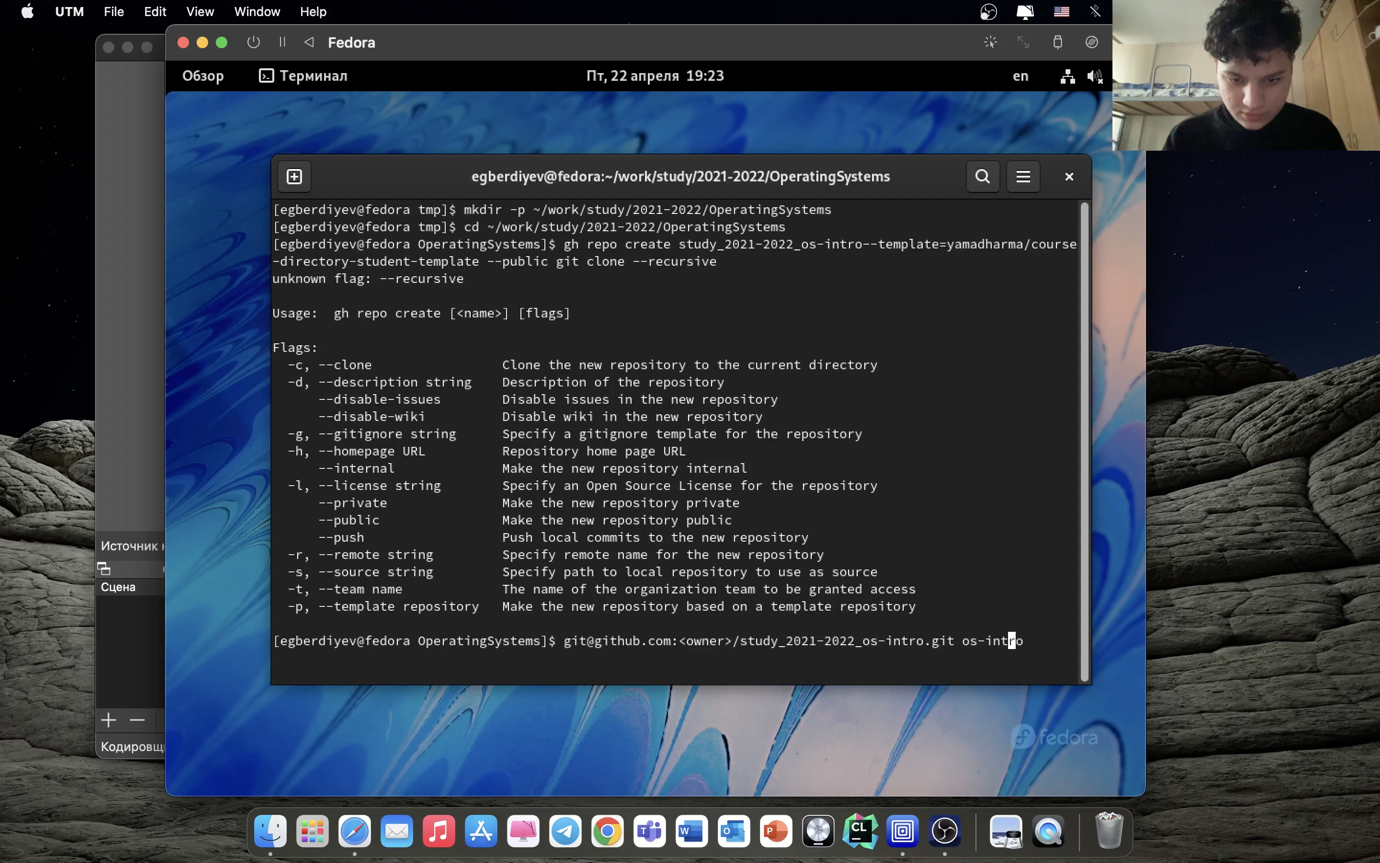 UTM File Edit View Window Help
Fedora
Обзор Терминал Пт, 22 апреля 19:23 en
egberdiyev@fedora:~/work/study/2021-2022/OperatingSystems
[egberdiyev@fedora tmp]$ mkdir -p ~/work/study/2021-2022/OperatingSystems
[egberdiyev@fedora tmp]$ cd ~/work/study/2021-2022/OperatingSystems
[egberdiyev@fedora OperatingSystems]$ gh repo create study_2021-2022_os-intro--template=yamadharma/course
-directory-student-template --public git clone --recursive
unknown flag: --recursive
Usage: gh repo create [<name>] [flags]
Flags:
-c, --clone Clone the new repository to the current directory
-d, --description string Description of the repository
--disable-issues Disable issues in the new repository
--disable-wiki Disable wiki in the new repository
-g, --gitignore string Specify a gitignore template for the repository
-h, --homepage URL Repository home page URL
--internal Make the new repository internal
-l, --license string Specify an Open Source License for the repository
--private Make the new repository private
--public Make the new repository public
--push Push local commits to the new repository
-r, --remote string Specify remote name for the new repository
-s, --source string Specify path to local repository to use as source
-t, --team name The name of the organization team to be granted access
-p, --template repository Make the new repository based on a template repository
[egberdiyev@fedora OperatingSystems]$ git@github.com:<owner>/study_2021-2022_os-intro.git os-intro
Источник
Сцена
Кодировщ
fedora
CL